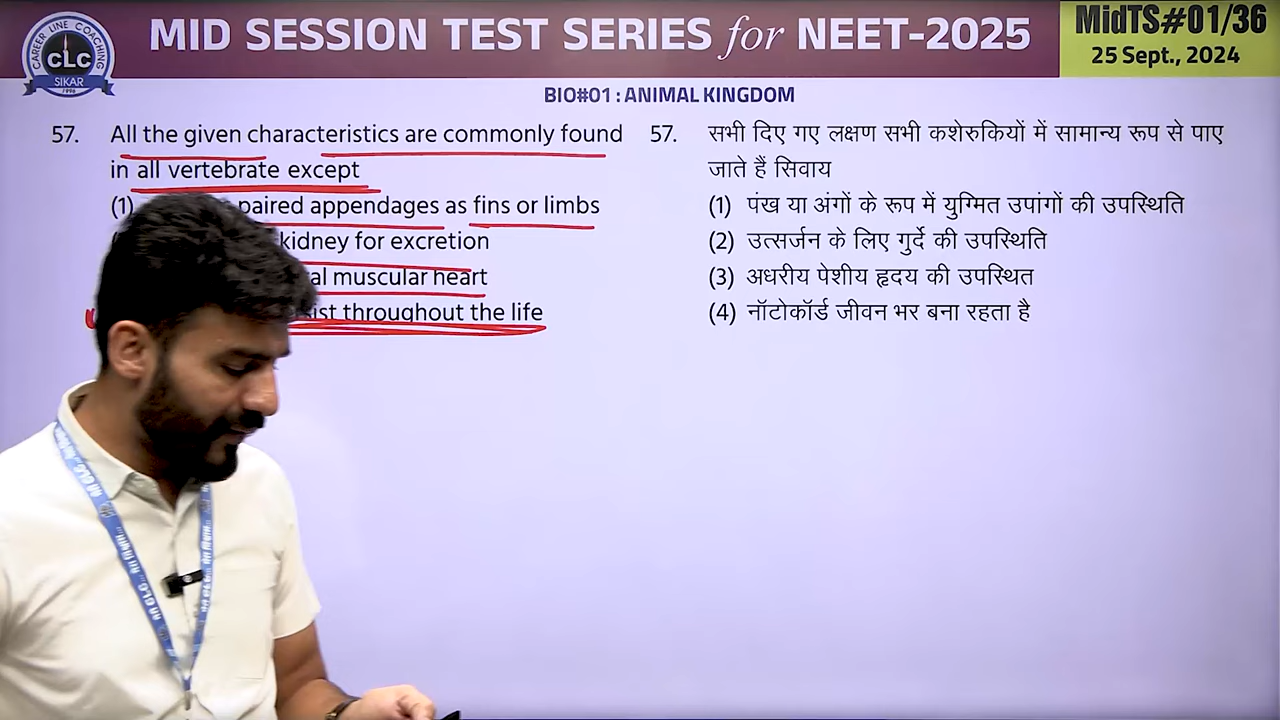 CAREER LINE COACHING
CLC
SIKAR
1996
MID SESSION TEST SERIES for NEET-2025
MidTS#01/36
25 Sept., 2024
BIO#01 : ANIMAL KINGDOM
57. All the given characteristics are commonly found
in all vertebrate except
(1) paired appendages as fins or limbs
kidney for excretion
muscular heart
throughout the life
57. सभी दिए गए लक्षण सभी कशेरुकियों में सामान्य रूप से पाए
जाते हैं सिवाय
(1) पंख या अंगों के रूप में युग्मित उपांगों की उपस्थिति
(2) उत्सर्जन के लिए गुर्दे की उपस्थिति
(3) अधरीय पेशीय हृदय की उपस्थित
(4) नॉटोकॉर्ड जीवन भर बना रहता है